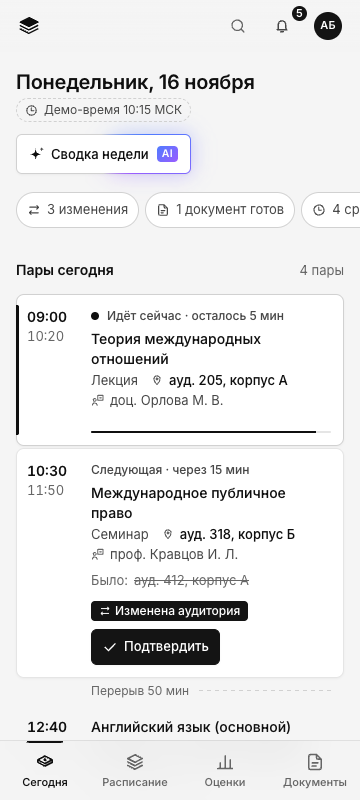 5
АБ
Понедельник, 16 ноября
Демо-время 10:15 МСК
Сводка недели AI
3 изменения
1 документ готов
4 ср
Пары сегодня
4 пары
09:00
10:20
Идёт сейчас · осталось 5 мин
Теория международных
отношений
Лекция ауд. 205, корпус А
доц. Орлова М. В.
10:30
11:50
Следующая · через 15 мин
Международное публичное
право
Семинар ауд. 318, корпус Б
проф. Кравцов И. Л.
Было: ауд. 412, корпус А
Изменена аудитория
Подтвердить
Перерыв 50 мин
12:40
Английский язык (основной)
Сегодня
Расписание
Оценки
Документы